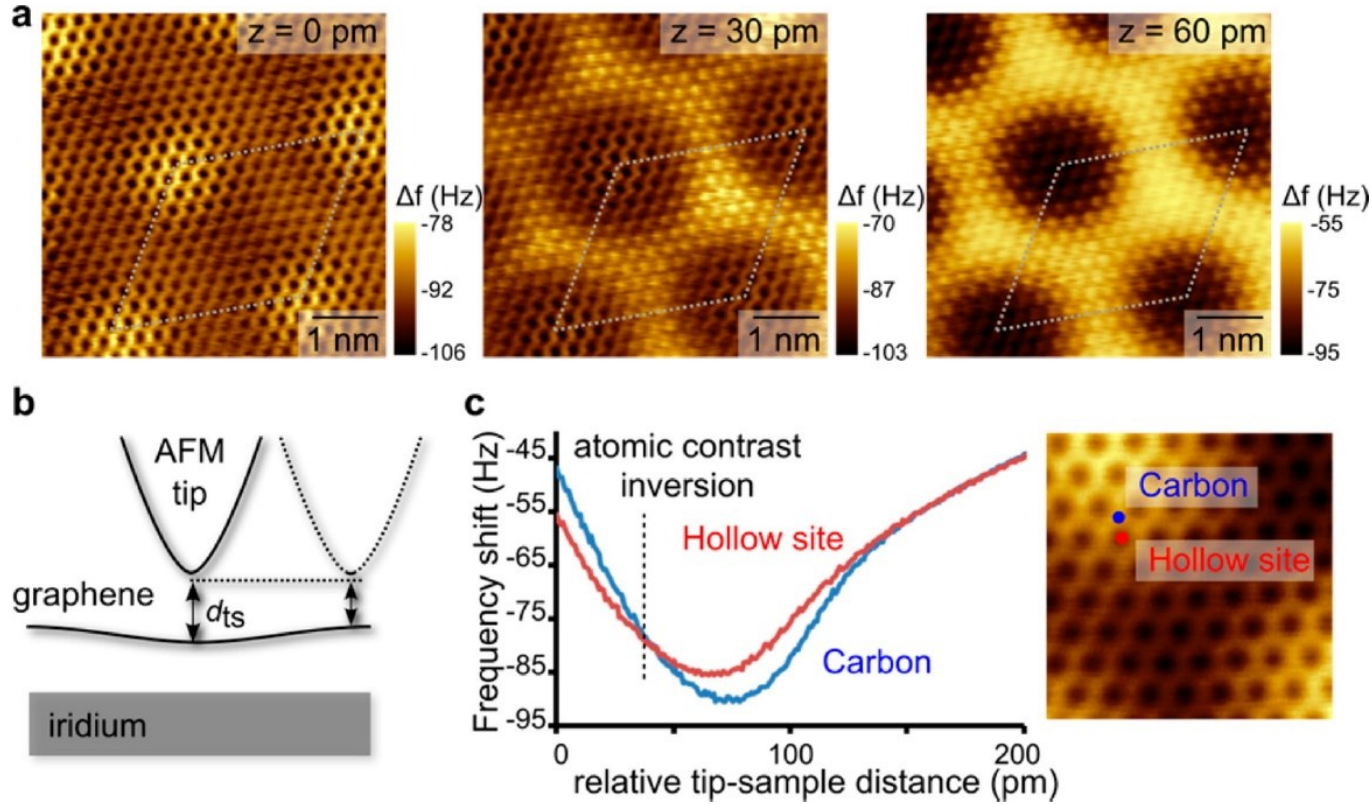 a
z = 0 pm
z = 30 pm
z = 60 pm
Δf (Hz)
-78
-92
-106
1 nm
Δf (Hz)
-70
-87
-103
1 nm
Δf (Hz)
-55
-75
-95
1 nm
b
AFM
tip
graphene
dts
iridium
c
Frequency shift (Hz)
-45
-55
-65
-75
-85
-95
atomic contrast
inversion
Hollow site
Carbon
0
100
200
relative tip-sample distance (pm)
Carbon
Hollow site